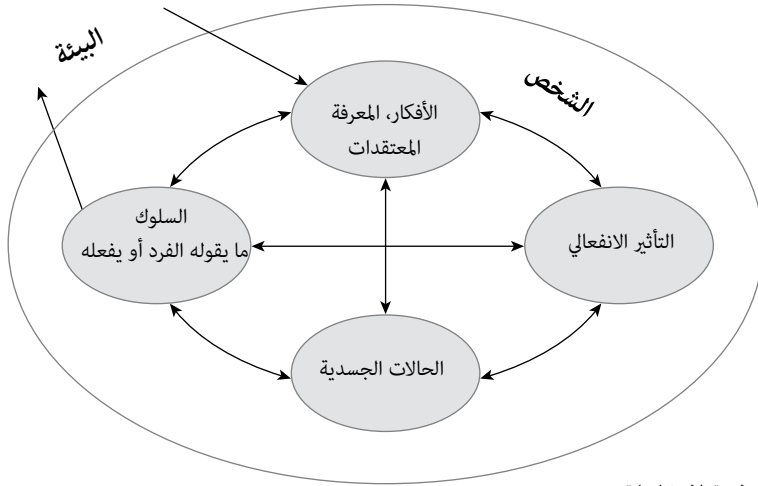 البيئة
الشخص
الأفكار، المعرفة
المعتقدات
السلوك
ما يقوله الفرد أو يفعله
التأثير الانفعالي
الحالات الجسدية